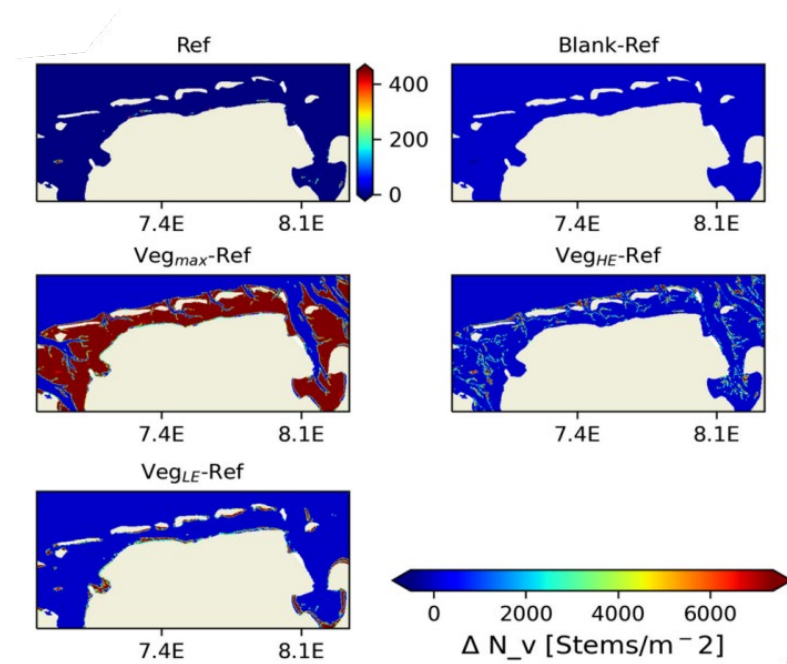 Ref
Blank-Ref
400
200
0
7.4E 8.1E
7.4E 8.1E
Veg_max-Ref
Veg_HE-Ref
7.4E 8.1E
7.4E 8.1E
Veg_LE-Ref
7.4E 8.1E
0 2000 4000 6000
Δ N_v [Stems/m⁻2]